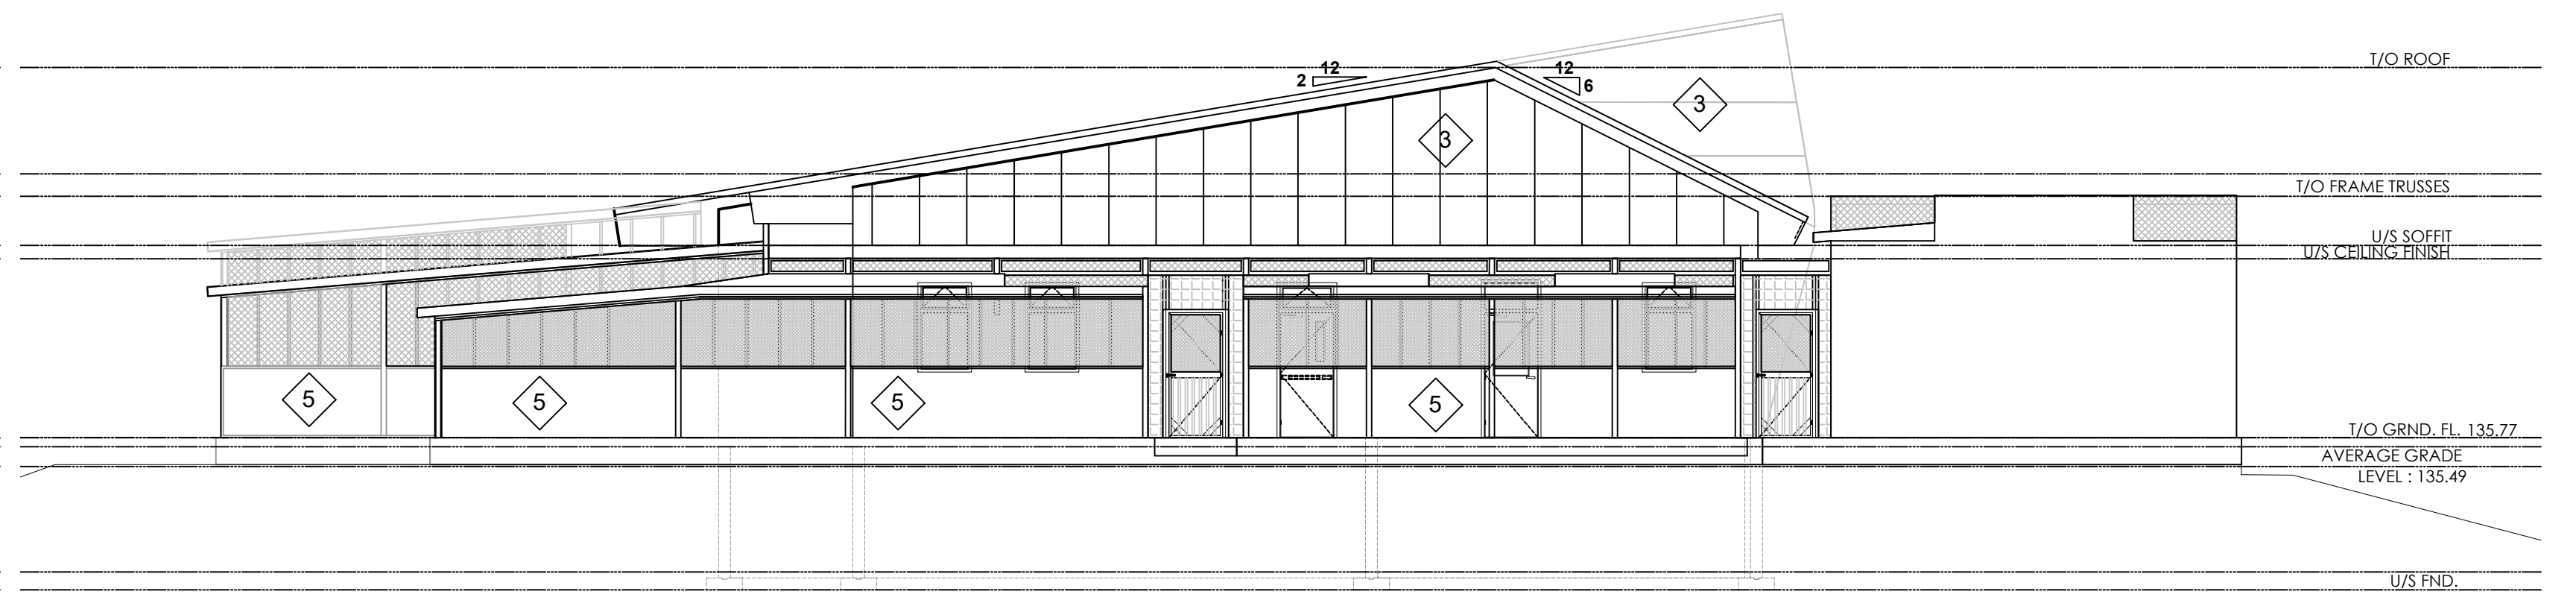 T/O ROOF
12
2
12
6
3
3
T/O FRAME TRUSSES
U/S SOFFIT
U/S CEILING FINISH
5
5
5
5
T/O GRND. FL. 135.77
AVERAGE GRADE
LEVEL : 135.49
U/S FND.